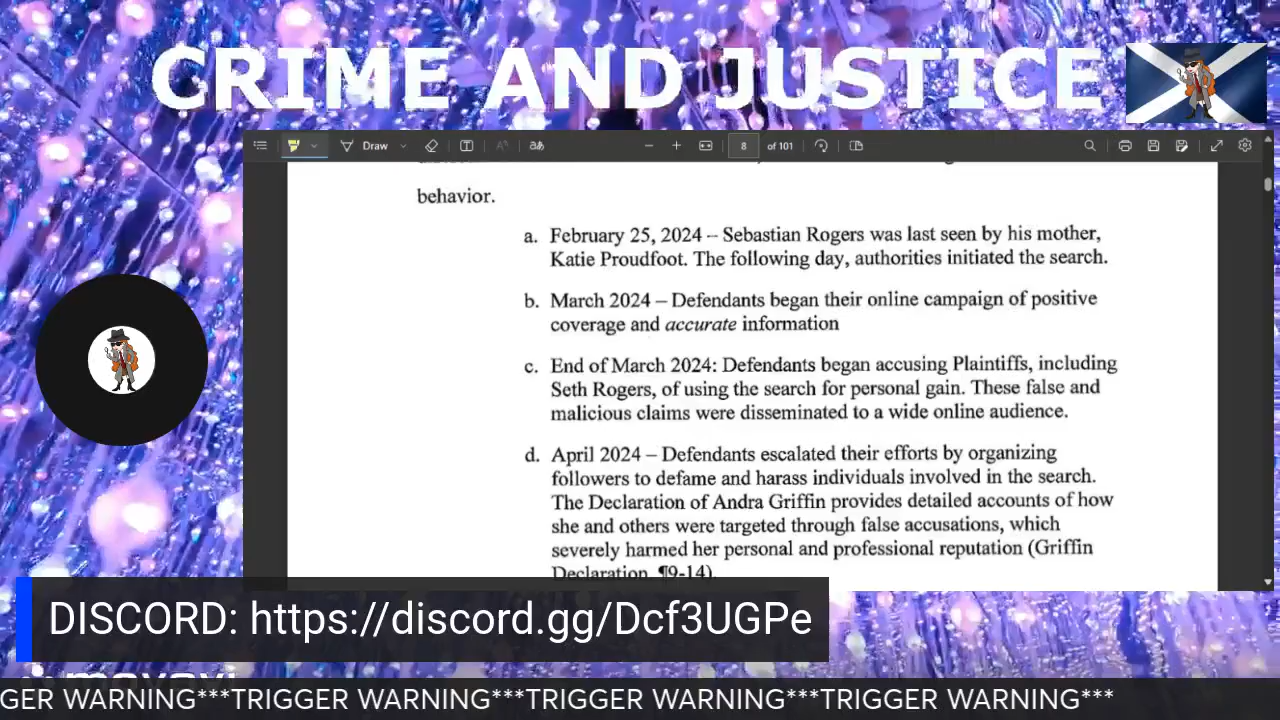 CRIME AND JUSTICE
Draw
8
of 101
behavior.
a. February 25, 2024 – Sebastian Rogers was last seen by his mother,
Katie Proudfoot. The following day, authorities initiated the search.
b. March 2024 – Defendants began their online campaign of positive
coverage and accurate information
c. End of March 2024: Defendants began accusing Plaintiffs, including
Seth Rogers, of using the search for personal gain. These false and
malicious claims were disseminated to a wide online audience.
d. April 2024 – Defendants escalated their efforts by organizing
followers to defame and harass individuals involved in the search.
The Declaration of Andra Griffin provides detailed accounts of how
she and others were targeted through false accusations, which
severely harmed her personal and professional reputation (Griffin
Declaration, ¶9-14).
DISCORD: https://discord.gg/Dcf3UGPe
GER WARNING***TRIGGER WARNING***TRIGGER WARNING***TRIGGER WARNING***